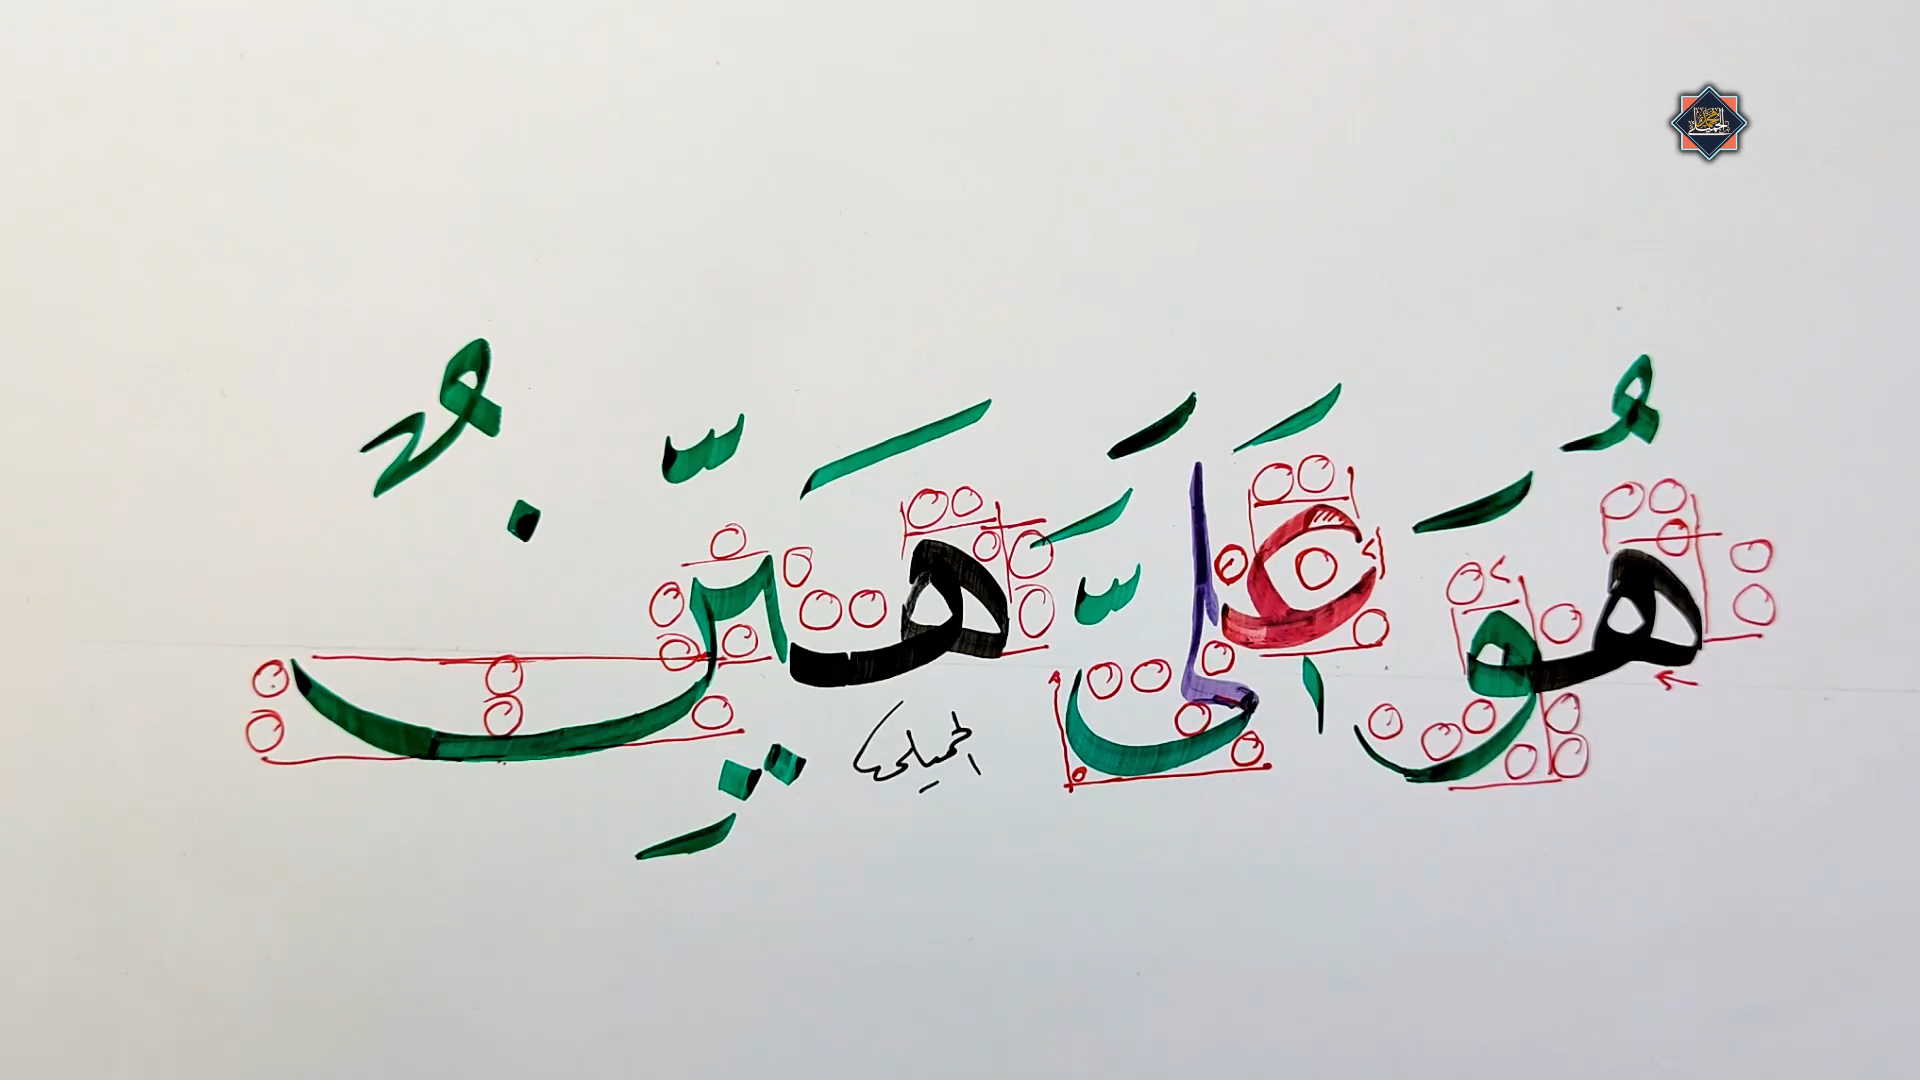 هُوَ عَلَيَّ هَيِّنٌ
الجميلي